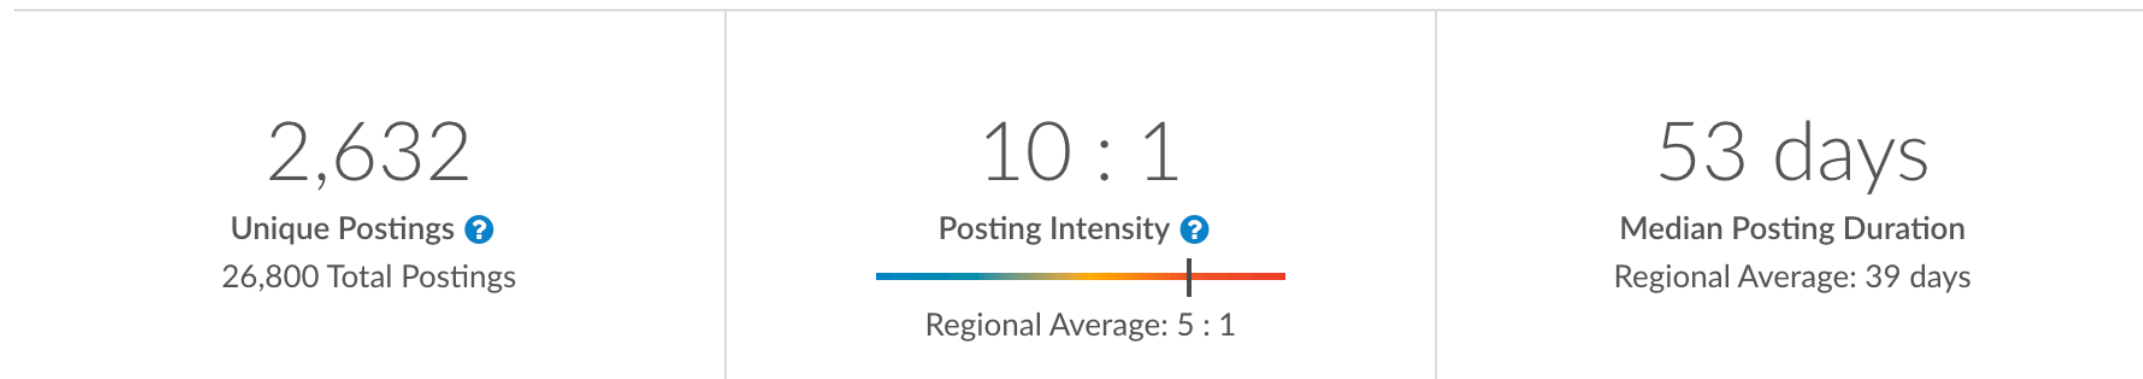 2,632
Unique Postings ?
26,800 Total Postings
10 : 1
Posting Intensity ?
Regional Average: 5 : 1
53 days
Median Posting Duration
Regional Average: 39 days